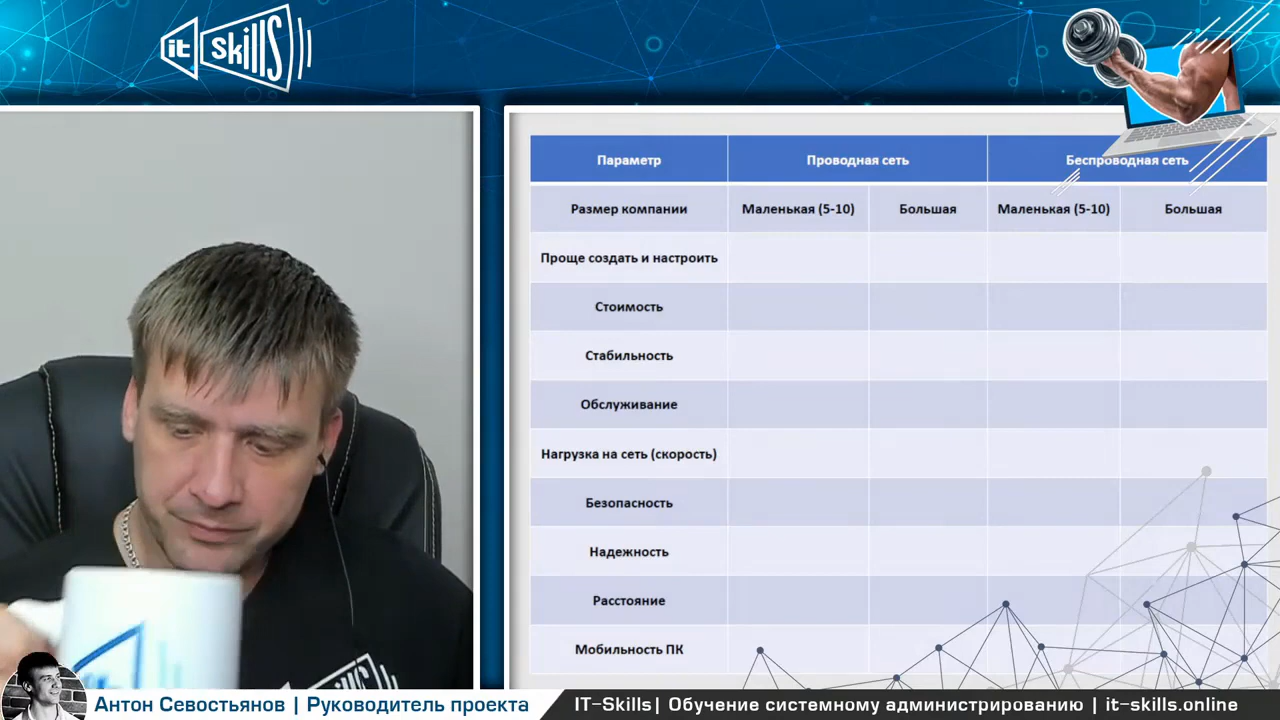 it Skills
Параметр Проводная сеть Беспроводная сеть
Размер компании Маленькая (5-10) Большая Маленькая (5-10) Большая
Проще создать и настроить
Стоимость
Стабильность
Обслуживание
Нагрузка на сеть (скорость)
Безопасность
Надежность
Расстояние
Мобильность ПК
Skills
Антон Севостьянов | Руководитель проекта
IT-Skills| Обучение системному администрированию | it-skills.online